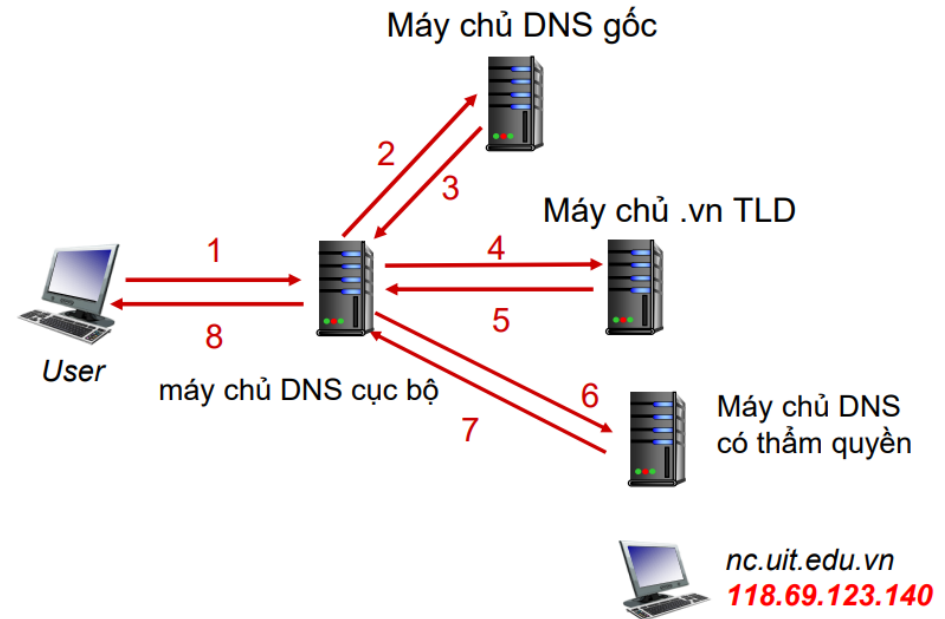 Máy chủ DNS gốc
2
3
Máy chủ .vn TLD
1
4
8
5
User
máy chủ DNS cục bộ
6
7
Máy chủ DNS
có thẩm quyền
nc.uit.edu.vn
118.69.123.140